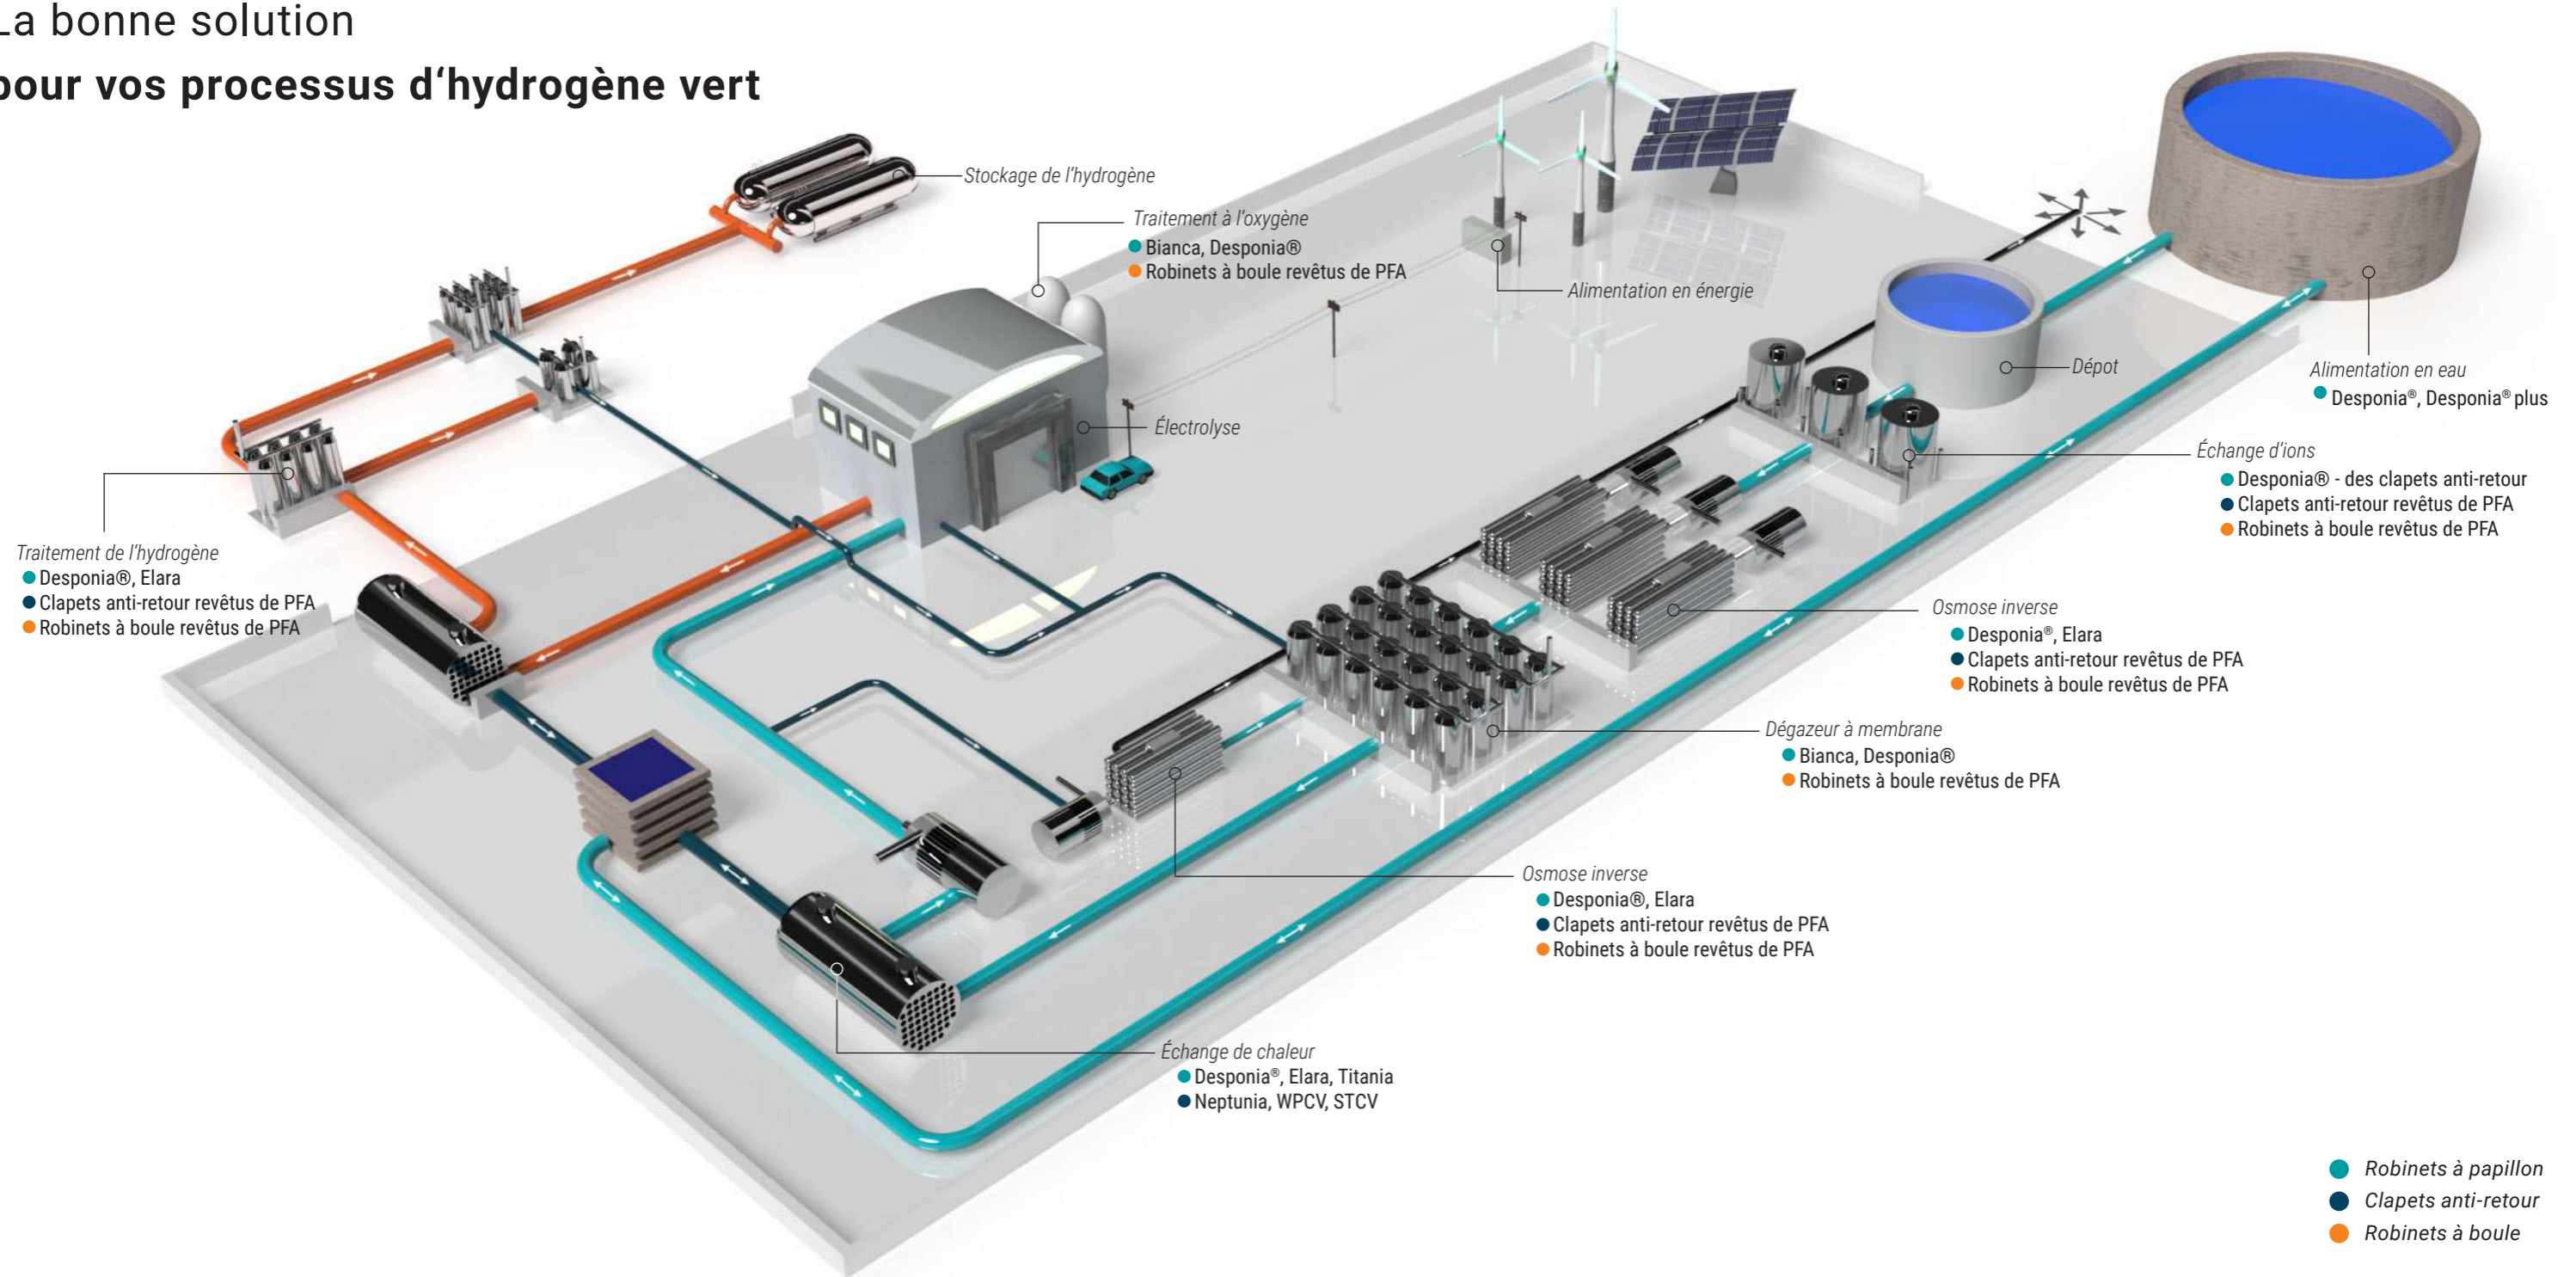 La bonne solution
pour vos processus d‘hydrogène vert
Stockage de l'hydrogène
Traitement à l'oxygène
Bianca, Desponia®
Robinets à boule revêtus de PFA
Alimentation en énergie
Dépot
Alimentation en eau
Desponia®, Desponia® plus
Électrolyse
Échange d'ions
Desponia® - des clapets anti-retour
Clapets anti-retour revêtus de PFA
Robinets à boule revêtus de PFA
Traitement de l'hydrogène
Desponia®, Elara
Clapets anti-retour revêtus de PFA
Robinets à boule revêtus de PFA
Osmose inverse
Desponia®, Elara
Clapets anti-retour revêtus de PFA
Robinets à boule revêtus de PFA
Dégazeur à membrane
Bianca, Desponia®
Robinets à boule revêtus de PFA
Osmose inverse
Desponia®, Elara
Clapets anti-retour revêtus de PFA
Robinets à boule revêtus de PFA
Échange de chaleur
Desponia®, Elara, Titania
Neptunia, WPCV, STCV
Robinets à papillon
Clapets anti-retour
Robinets à boule